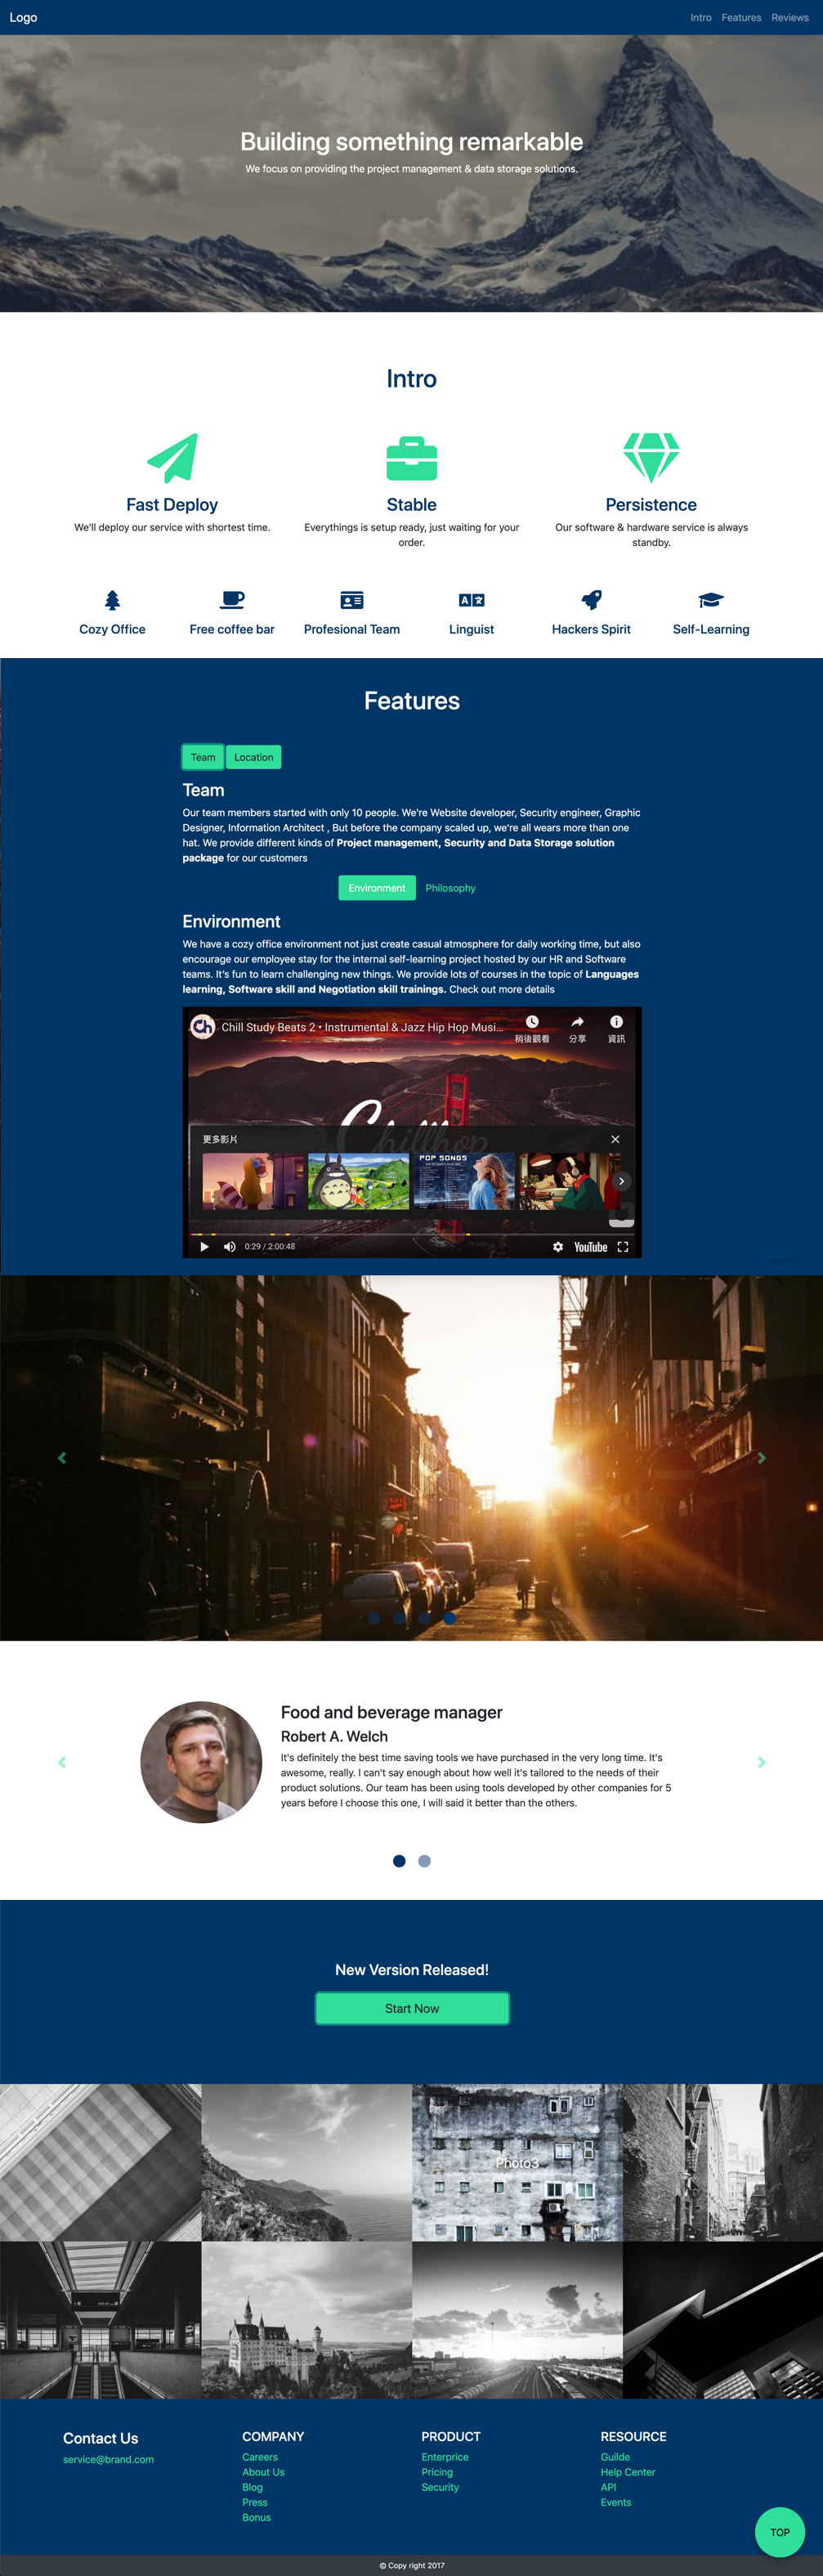 Logo
Intro Features Reviews
Building something remarkable
We focus on providing the project management & data storage solutions.
Intro
Fast Deploy
We'll deploy our service with shortest time.
Stable
Everythings is setup ready, just waiting for your
order.
Persistence
Our software & hardware service is always
standby.
Cozy Office
Free coffee bar
Profesional Team
Linguist
Hackers Spirit
Self-Learning
Features
Team Location
Team
Our team members started with only 10 people. We're Website developer, Security engineer, Graphic
Designer, Information Architect , But before the company scaled up, we're all wears more than one
hat. We provide different kinds of Project management, Security and Data Storage solution
package for our customers
Environment Philosophy
Environment
We have a cozy office environment not just create casual atmosphere for daily working time, but also
encourage our employee stay for the internal self-learning project hosted by our HR and Software
teams. It's fun to learn challenging new things. We provide lots of courses in the topic of Languages
learning, Software skill and Negotiation skill trainings. Check out more details
Ch
Chill Study Beats 2 • Instrumental & Jazz Hip Hop Musi...
稍後觀看 分享 資訊
更多影片
POP SONGS
0:29 / 2:00:48
YouTube
Food and beverage manager
Robert A. Welch
It's definitely the best time saving tools we have purchased in the very long time. It's
awesome, really. I can't say enough about how well it's tailored to the needs of their
product solutions. Our team has been using tools developed by other companies for 5
years before I choose this one, I will said it better than the others.
New Version Released!
Start Now
Photo3
Contact Us
service@brand.com
COMPANY
Careers
About Us
Blog
Press
Bonus
PRODUCT
Enterprice
Pricing
Security
RESOURCE
Guilde
Help Center
API
Events
TOP
© Copy right 2017